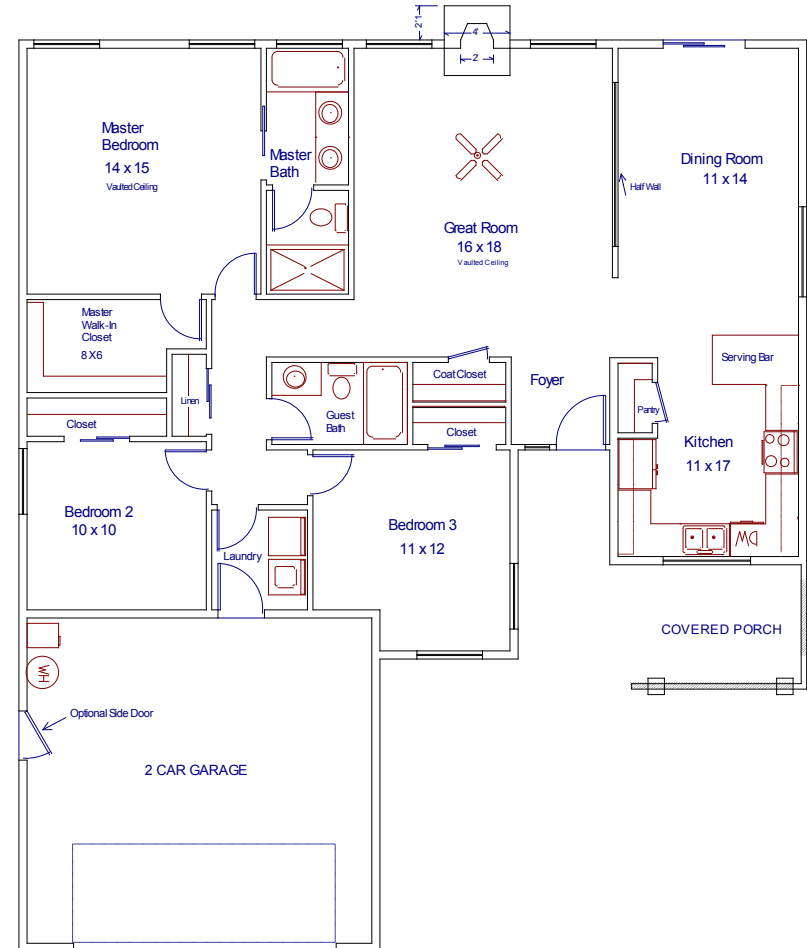 2'1
4'
2'
Master
Bedroom
14 x 15
Vaulted Ceiling
Master
Bath
Great Room
16 x 18
Vaulted Ceiling
Half Wall
Dining Room
11 x 14
Master
Walk-In
Closet
8 X 6
Linen
Closet
Guest
Bath
Coat Closet
Closet
Foyer
Serving Bar
Pantry
Kitchen
11 x 17
DW
Bedroom 2
10 x 10
Laundry
Bedroom 3
11 x 12
COVERED PORCH
WH
Optional Side Door
2 CAR GARAGE